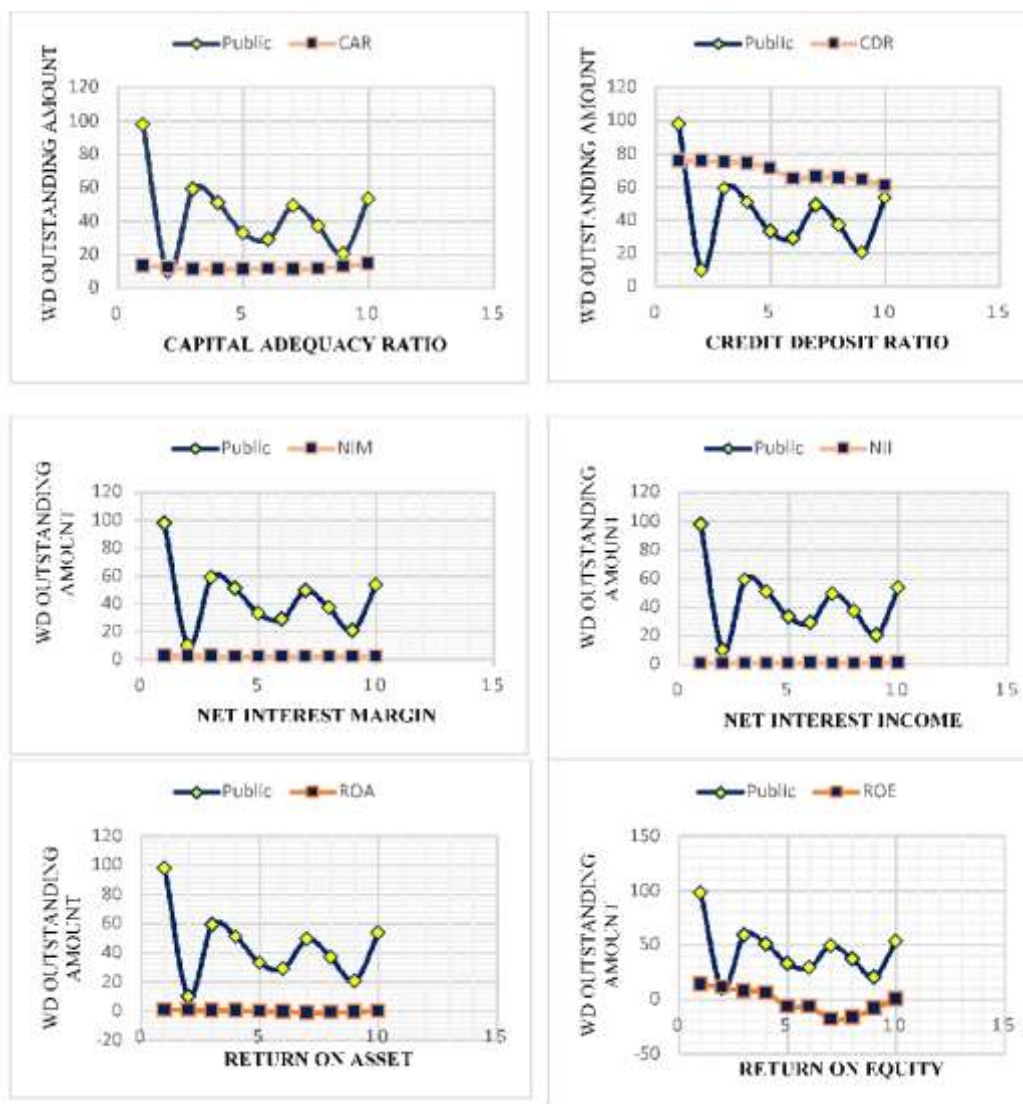 Public CAR
WD OUTSTANDING AMOUNT
120
100
80
60
40
20
0
0 5 10 15
CAPITAL ADEQUACY RATIO
Public CDR
WD OUTSTANDING AMOUNT
120
100
80
60
40
20
0
0 5 10 15
CREDIT DEPOSIT RATIO
Public NIM
WD OUTSTANDING
AMOUNT
120
100
80
60
40
20
0
0 5 10 15
NET INTEREST MARGIN
Public NII
WD OUTSTANDING
AMOUNT
120
100
80
60
40
20
0
0 5 10 15
NET INTEREST INCOME
Public ROA
WD OUTSTANDING
AMOUNT
120
100
80
60
40
20
0
-20
0 5 10 15
RETURN ON ASSET
Public ROE
WD OUTSTANDING
AMOUNT
150
100
50
0
-50
0 5 10 15
RETURN ON EQUITY